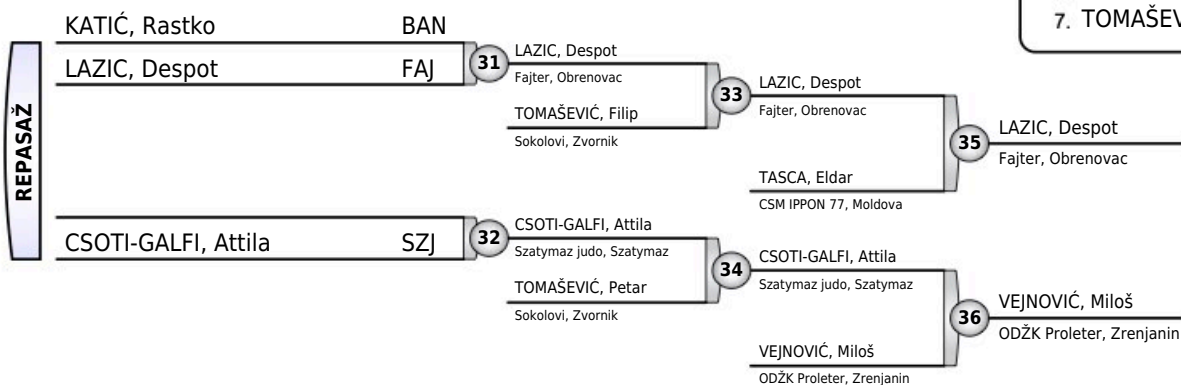 7. TOMAŠEV
REPASAŽ
KATIĆ, Rastko BAN
LAZIC, Despot FAJ
31
LAZIC, Despot
Fajter, Obrenovac
TOMAŠEVIĆ, Filip
Sokolovi, Zvornik
33
LAZIC, Despot
Fajter, Obrenovac
TASCA, Eldar
CSM IPPON 77, Moldova
35
LAZIC, Despot
Fajter, Obrenovac
CSOTI-GALFI, Attila SZJ
32
CSOTI-GALFI, Attila
Szatymaz judo, Szatymaz
TOMAŠEVIĆ, Petar
Sokolovi, Zvornik
34
CSOTI-GALFI, Attila
Szatymaz judo, Szatymaz
VEJNOVIĆ, Miloš
ODŽK Proleter, Zrenjanin
36
VEJNOVIĆ, Miloš
ODŽK Proleter, Zrenjanin